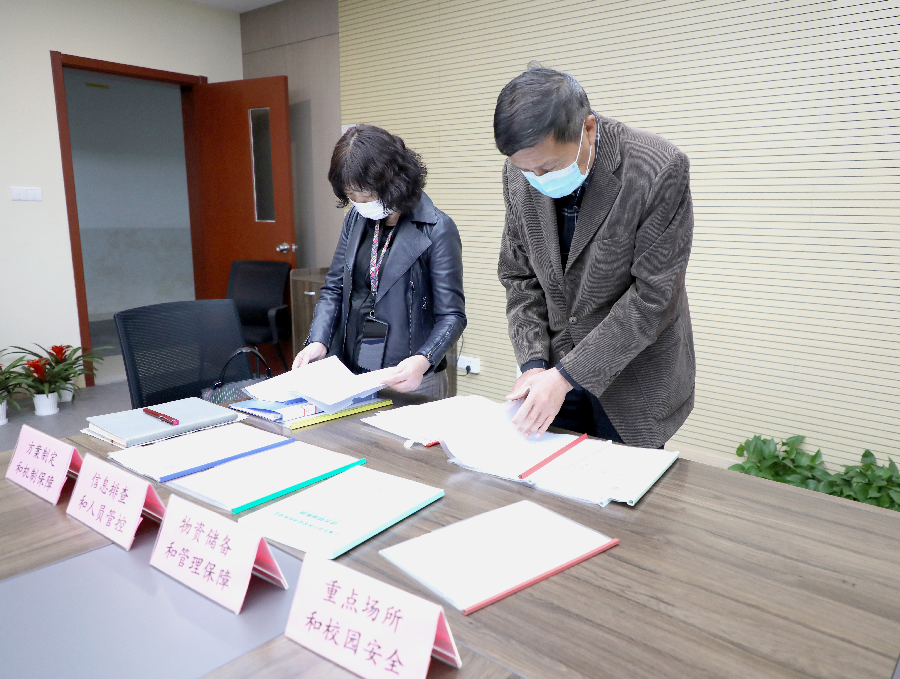 方案制定
和机制保障
信息排查
和人员管控
物资储备
和管理保障
重点场所
和校园安全